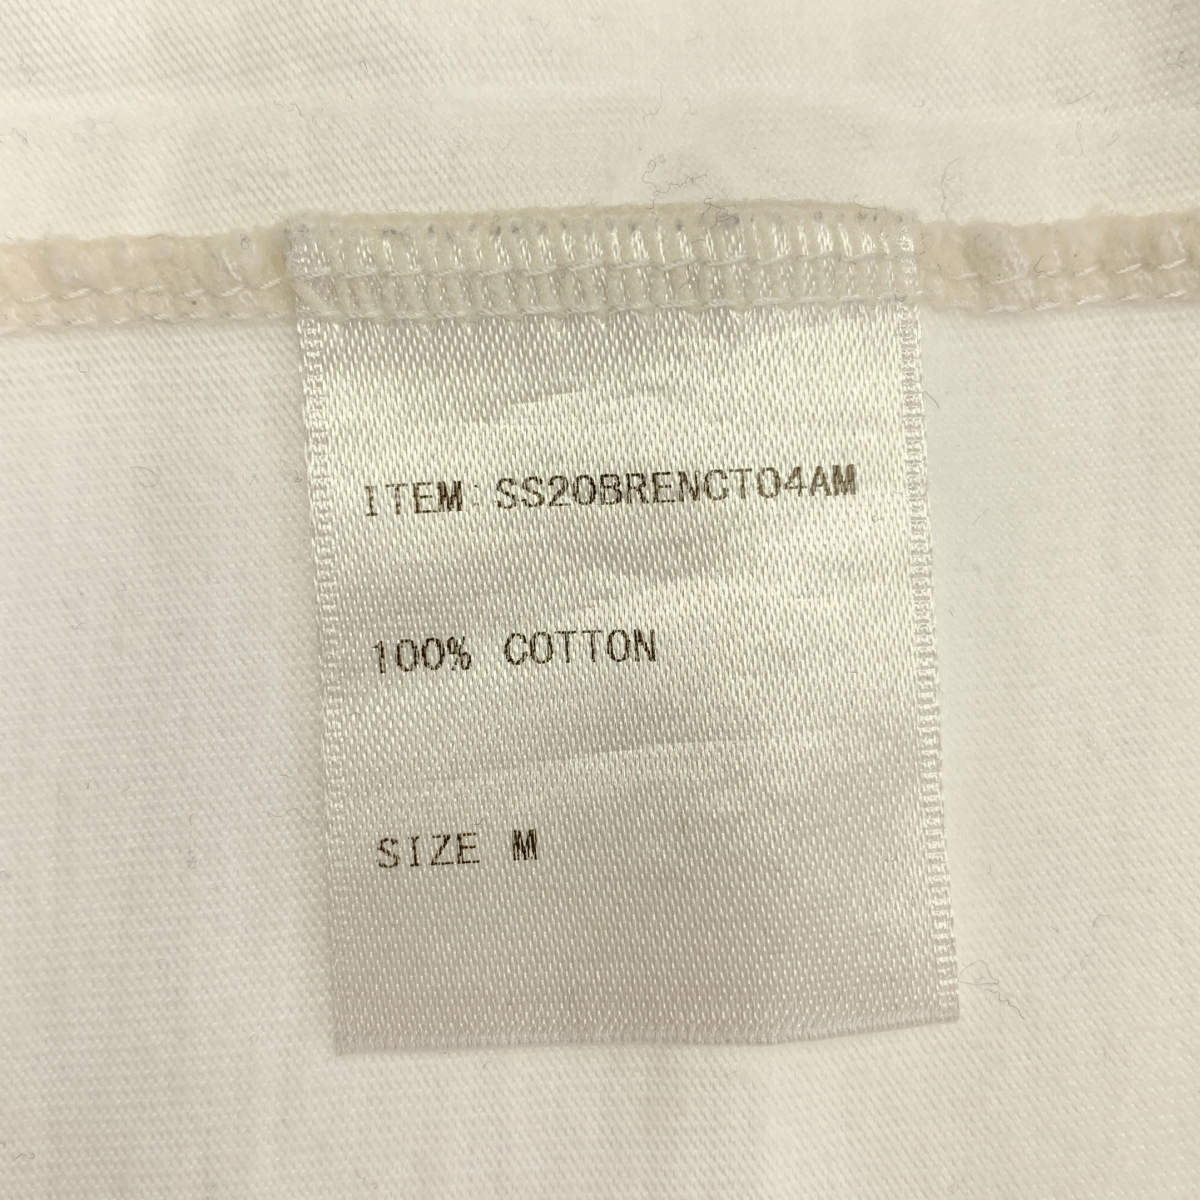 ITEM: SS20BRENCT04AM
100% COTTON
SIZE M